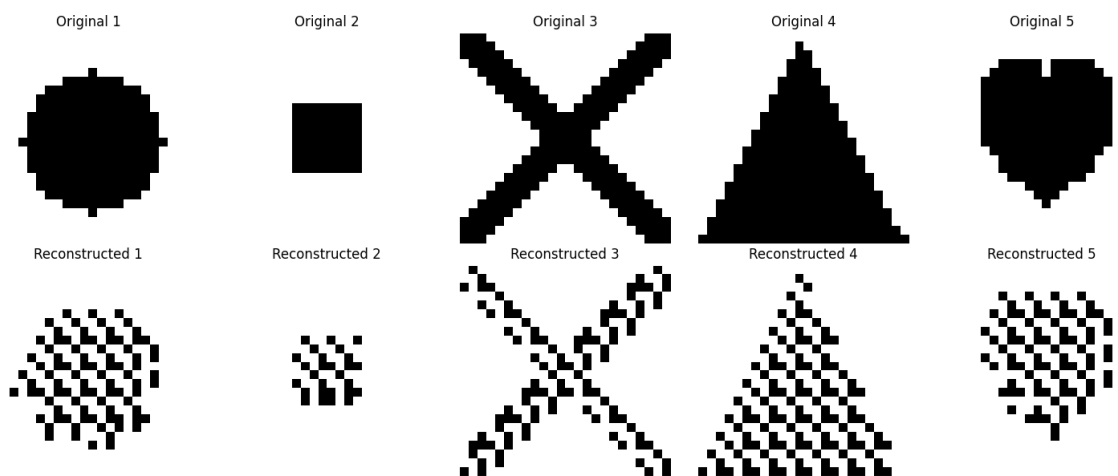 Original 1
Original 2
Original 3
Original 4
Original 5
Reconstructed 1
Reconstructed 2
Reconstructed 3
Reconstructed 4
Reconstructed 5